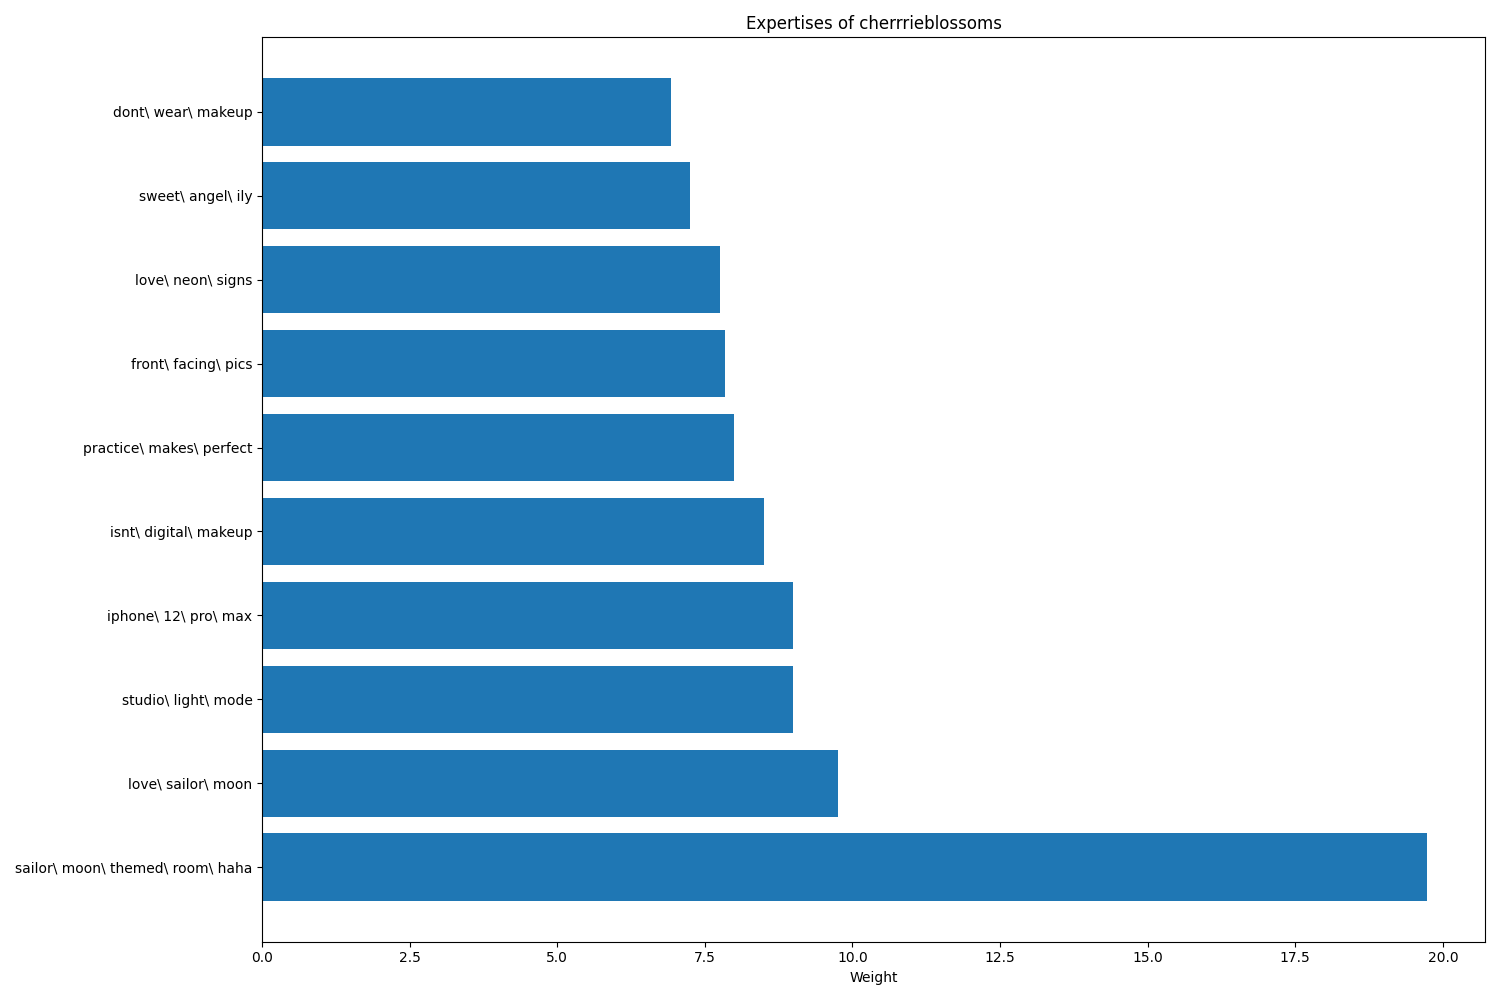 Expertises of cherrrieblossoms
dont\ wear\ makeup
sweet\ angel\ ily
love\ neon\ signs
front\ facing\ pics
practice\ makes\ perfect
isnt\ digital\ makeup
iphone\ 12\ pro\ max
studio\ light\ mode
love\ sailor\ moon
sailor\ moon\ themed\ room\ haha
0.0 2.5 5.0 7.5 10.0 12.5 15.0 17.5 20.0
Weight